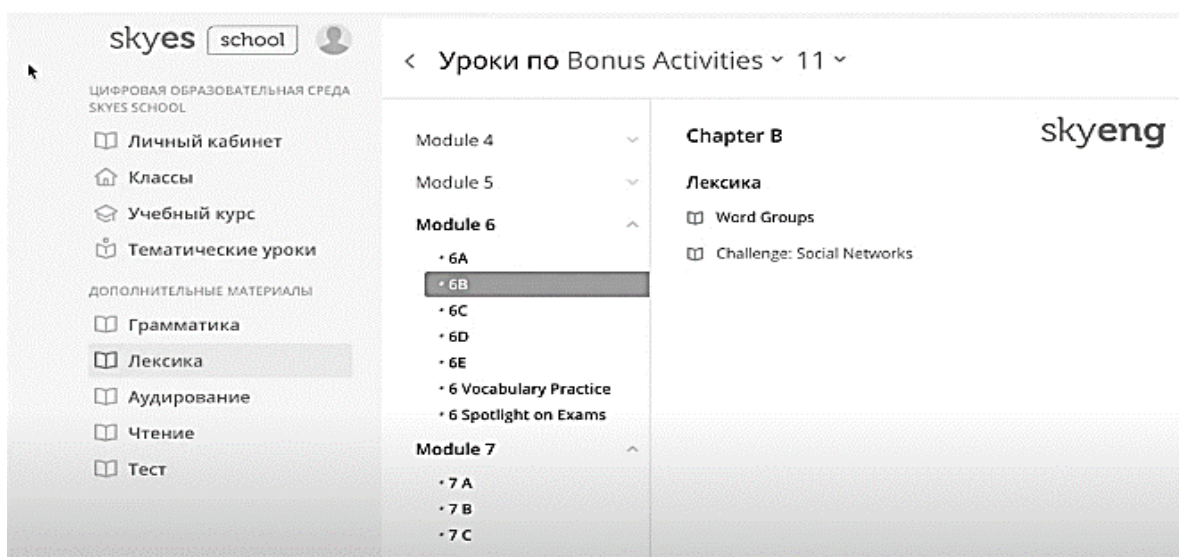 skyes school
ЦИФРОВАЯ ОБРАЗОВАТЕЛЬНАЯ СРЕДА
SKYES SCHOOL
Личный кабинет
Классы
Учебный курс
Тематические уроки
ДОПОЛНИТЕЛЬНЫЕ МАТЕРИАЛЫ
Грамматика
Лексика
Аудирование
Чтение
Тест
< Уроки по Bonus Activities 11
Module 4
Module 5
Module 6
• 6A
• 6B
• 6C
• 6D
• 6E
• 6 Vocabulary Practice
• 6 Spotlight on Exams
Module 7
• 7 A
• 7 B
• 7 C
Chapter B
skyeng
Лексика
Word Groups
Challenge: Social Networks